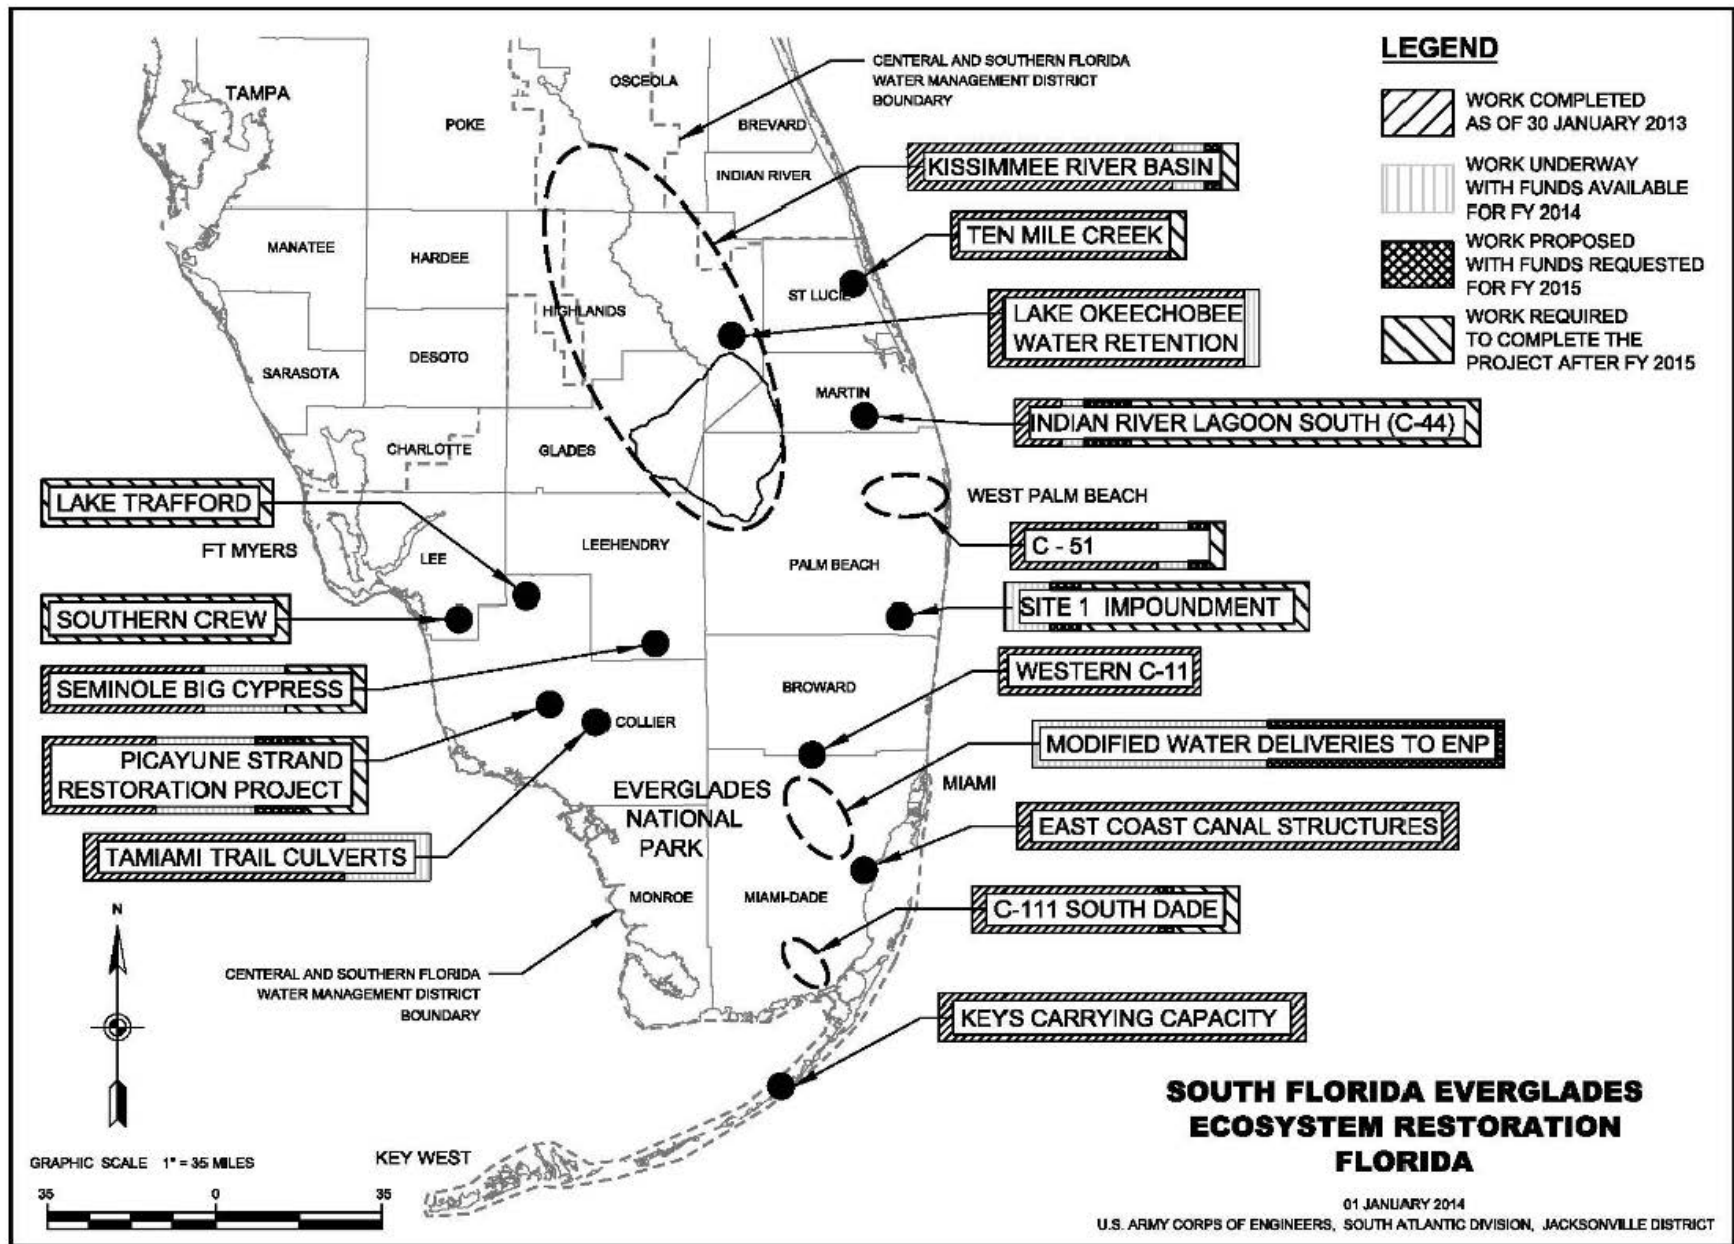 TAMPA
POKE
OSCEOLA
CENTERAL AND SOUTHERN FLORIDA
WATER MANAGEMENT DISTRICT
BOUNDARY
BREVARD
INDIAN RIVER
KISSIMMEE RIVER BASIN
TEN MILE CREEK
MANATEE
HARDEE
HIGHLANDS
ST LUCIE
LAKE OKEECHOBEE
WATER RETENTION
SARASOTA
DESOTO
MARTIN
INDIAN RIVER LAGOON SOUTH (C-44)
CHARLOTTE
GLADES
LAKE TRAFFORD
WEST PALM BEACH
FT MYERS
LEE
LEEHENDRY
PALM BEACH
C - 51
SITE 1 IMPOUNDMENT
SOUTHERN CREW
SEMINOLE BIG CYPRESS
WESTERN C-11
BROWARD
COLLIER
PICAYUNE STRAND
RESTORATION PROJECT
MODIFIED WATER DELIVERIES TO ENP
EVERGLADES
NATIONAL
PARK
MIAMI
EAST COAST CANAL STRUCTURES
TAMIAMI TRAIL CULVERTS
MONROE
MIAMI-DADE
C-111 SOUTH DADE
N
CENTERAL AND SOUTHERN FLORIDA
WATER MANAGEMENT DISTRICT
BOUNDARY
KEYS CARRYING CAPACITY
KEY WEST
GRAPHIC SCALE 1" = 35 MILES
35 0 35
LEGEND
WORK COMPLETED
AS OF 30 JANUARY 2013
WORK UNDERWAY
WITH FUNDS AVAILABLE
FOR FY 2014
WORK PROPOSED
WITH FUNDS REQUESTED
FOR FY 2015
WORK REQUIRED
TO COMPLETE THE
PROJECT AFTER FY 2015
SOUTH FLORIDA EVERGLADES
ECOSYSTEM RESTORATION
FLORIDA
01 JANUARY 2014
U.S. ARMY CORPS OF ENGINEERS, SOUTH ATLANTIC DIVISION, JACKSONVILLE DISTRICT